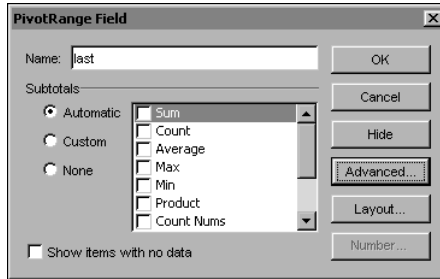 PivotRange Field
Name: last
OK
Subtotals
Cancel
Automatic
Sum
Custom
Count
Hide
None
Average
Max
Advanced...
Min
Product
Layout...
Count Nums
Show items with no data
Number...